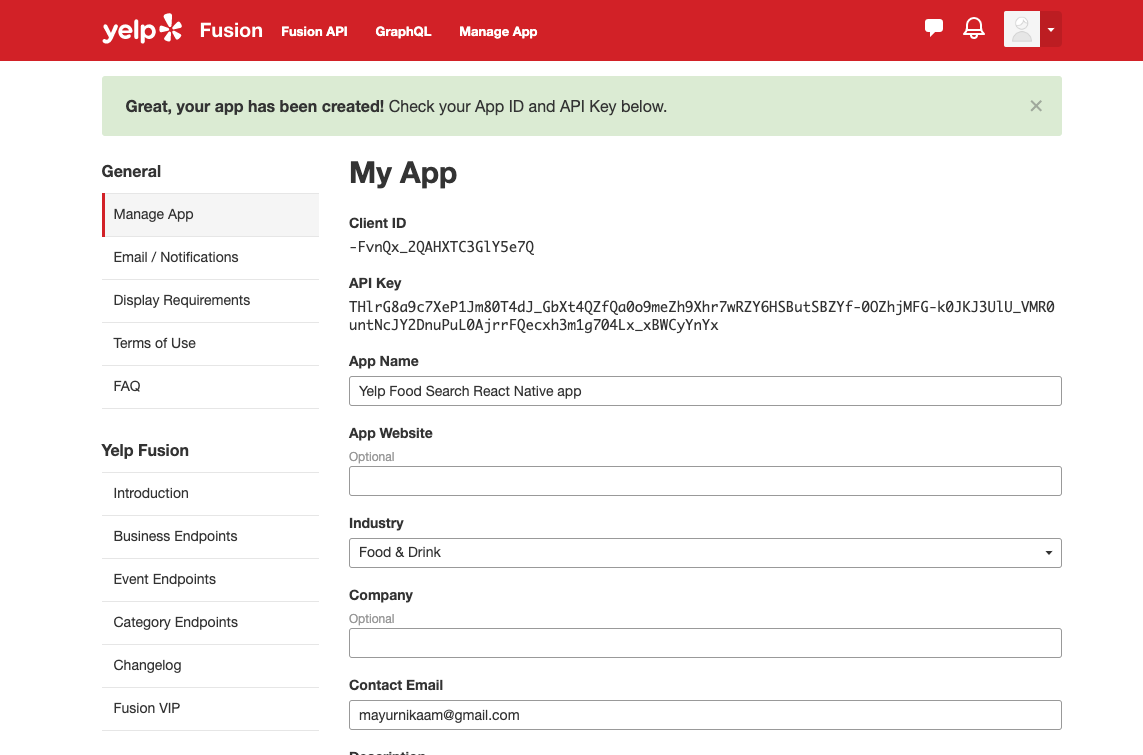 yelp Fusion Fusion API GraphQL Manage App
Great, your app has been created! Check your App ID and API Key below. ×
General
Manage App
Email / Notifications
Display Requirements
Terms of Use
FAQ
Yelp Fusion
Introduction
Business Endpoints
Event Endpoints
Category Endpoints
Changelog
Fusion VIP
My App
Client ID
-FvnQx_2QAHXTC3GlY5e7Q
API Key
THlrG8a9c7XeP1Jm80T4dJ_GbXt4QZfQa0o9meZh9Xhr7wRZY6HSButSBZYf-0OZhjMFG-k0JKJ3UlU_VMR0
untNcJY2DnuPuL0AjrrFQecxh3m1g704Lx_xBWCyYnYx
App Name
Yelp Food Search React Native app
App Website
Optional
Industry
Food & Drink
Company
Optional
Contact Email
mayurnikaam@gmail.com
Description